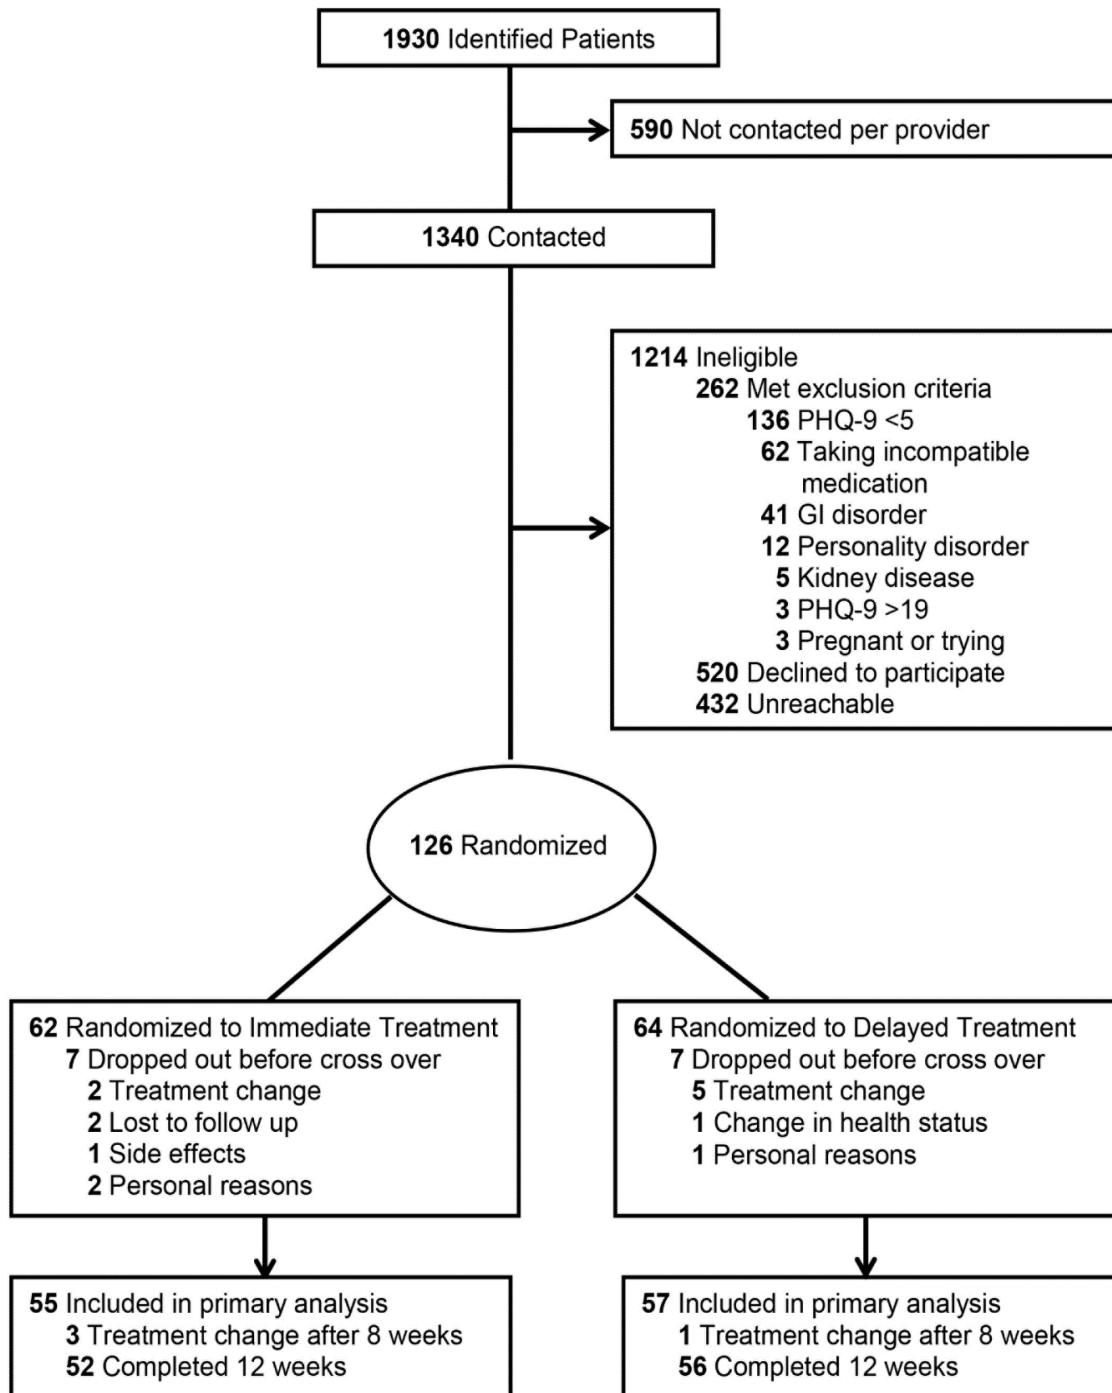 1930 Identified Patients
590 Not contacted per provider
1340 Contacted
1214 Ineligible
262 Met exclusion criteria
136 PHQ-9 <5
62 Taking incompatible
medication
41 GI disorder
12 Personality disorder
5 Kidney disease
3 PHQ-9 >19
3 Pregnant or trying
520 Declined to participate
432 Unreachable
126 Randomized
62 Randomized to Immediate Treatment
7 Dropped out before cross over
2 Treatment change
2 Lost to follow up
1 Side effects
2 Personal reasons
64 Randomized to Delayed Treatment
7 Dropped out before cross over
5 Treatment change
1 Change in health status
1 Personal reasons
55 Included in primary analysis
3 Treatment change after 8 weeks
52 Completed 12 weeks
57 Included in primary analysis
1 Treatment change after 8 weeks
56 Completed 12 weeks